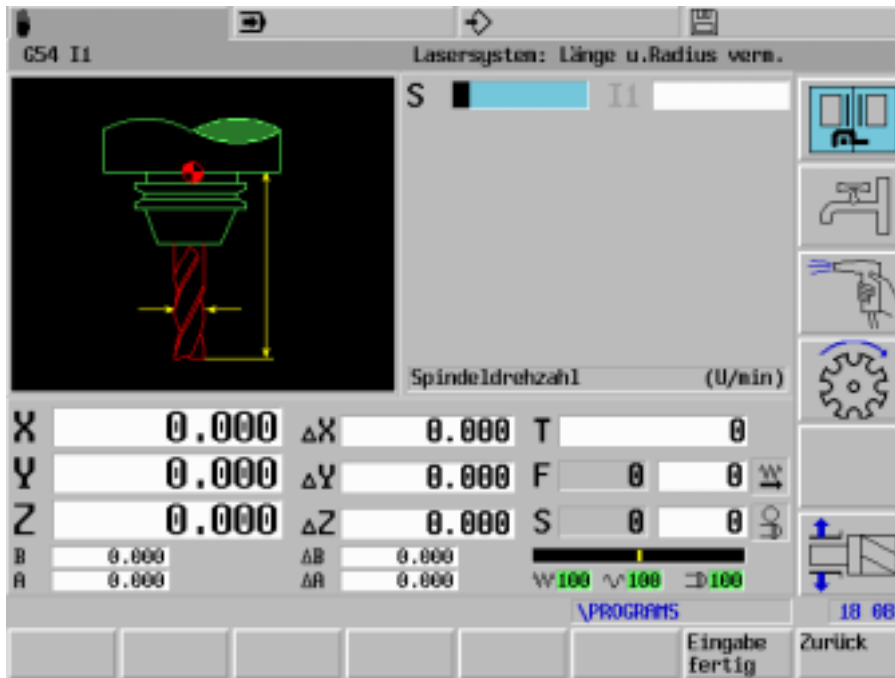 G54 I1 Lasersystem: Länge u.Radius verm.
S I1
Spindeldrehzahl (U/min)
X 0.000 ΔX 0.000 T 0
Y 0.000 ΔY 0.000 F 0 0
Z 0.000 ΔZ 0.000 S 0 0
B 0.000 ΔB 0.000
A 0.000 ΔA 0.000 100 100 100
\PROGRAMS 18 08
Eingabe Zurück
fertig